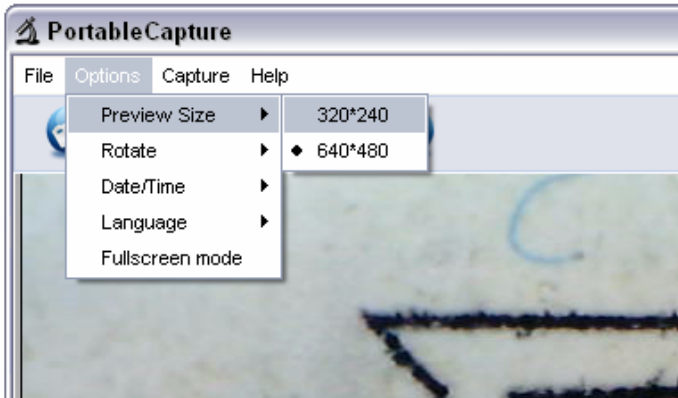 PortableCapture
File Options Capture Help
Preview Size 320*240
Rotate 640*480
Date/Time
Language
Fullscreen mode